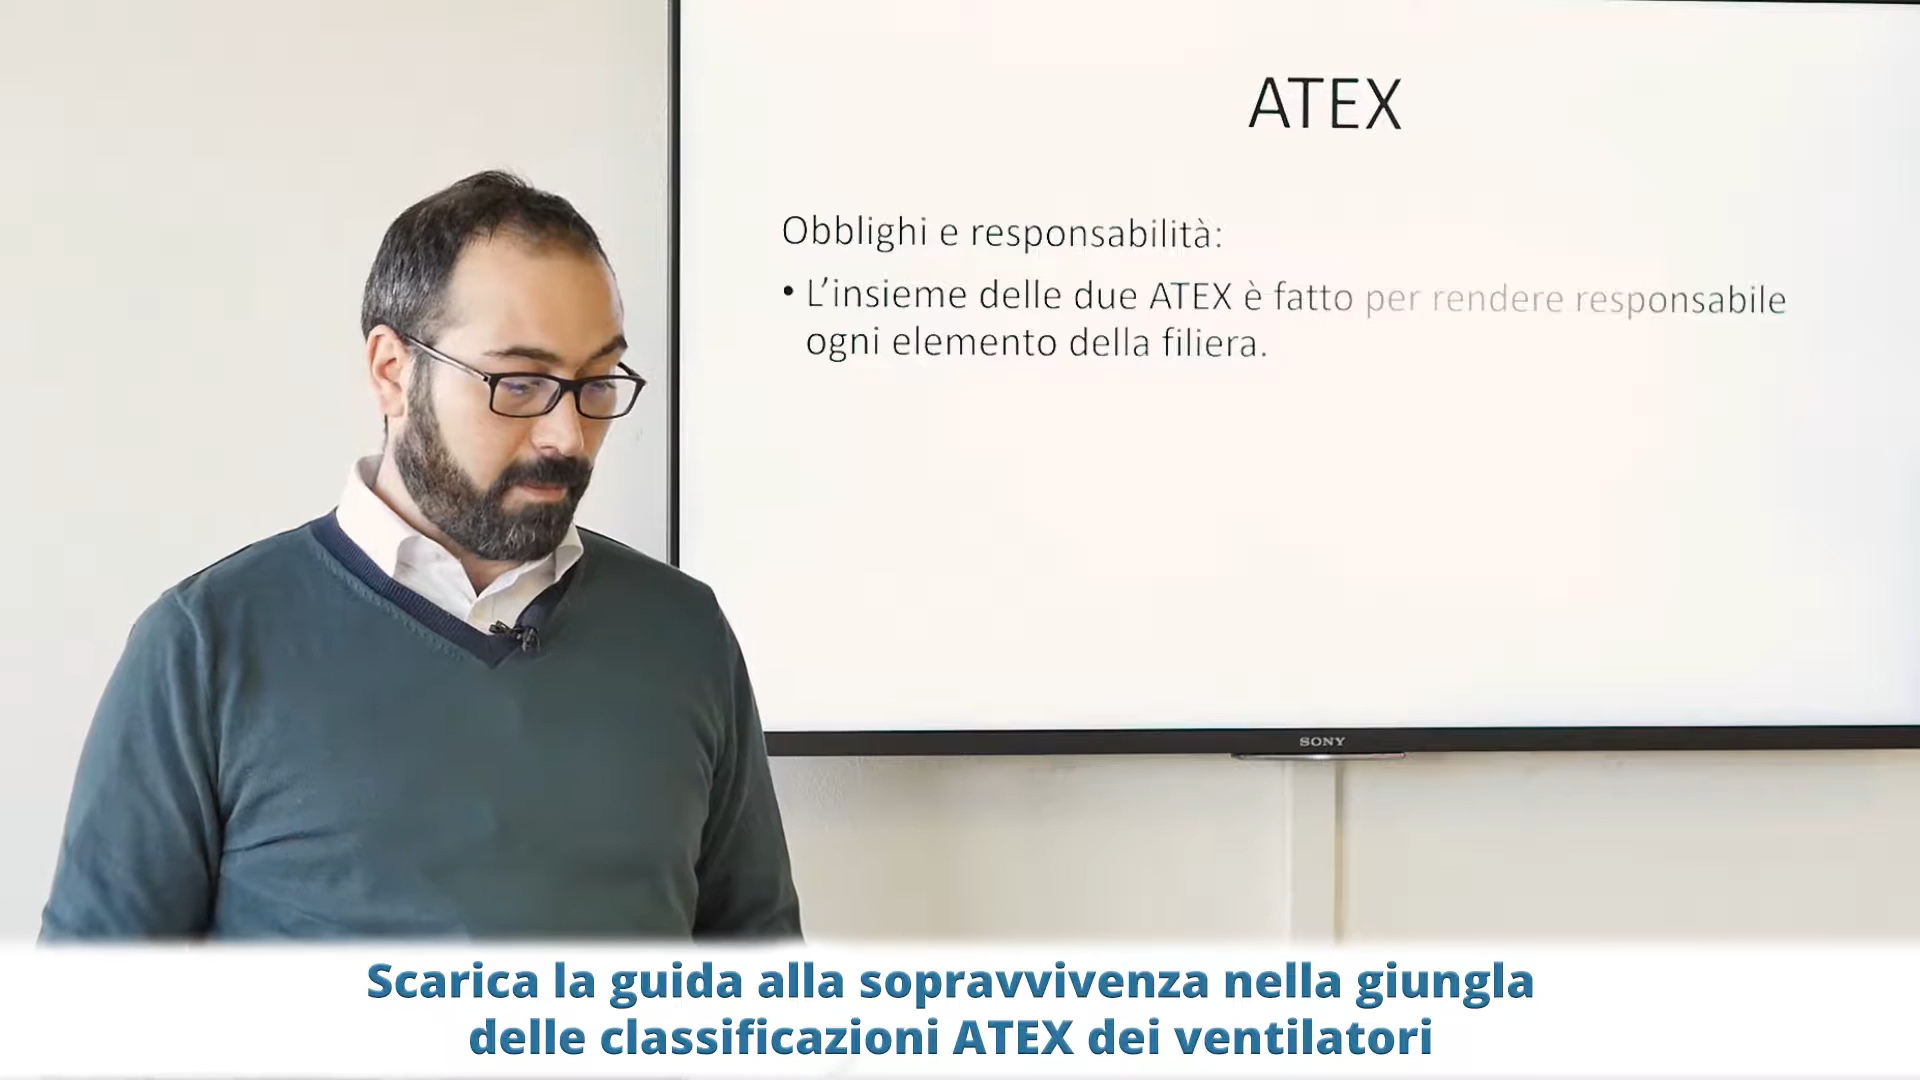 ATEX
Obblighi e responsabilità:
• L’insieme delle due ATEX è fatto per rendere responsabile
ogni elemento della filiera.
SONY
Scarica la guida alla sopravvivenza nella giungla
delle classificazioni ATEX dei ventilatori